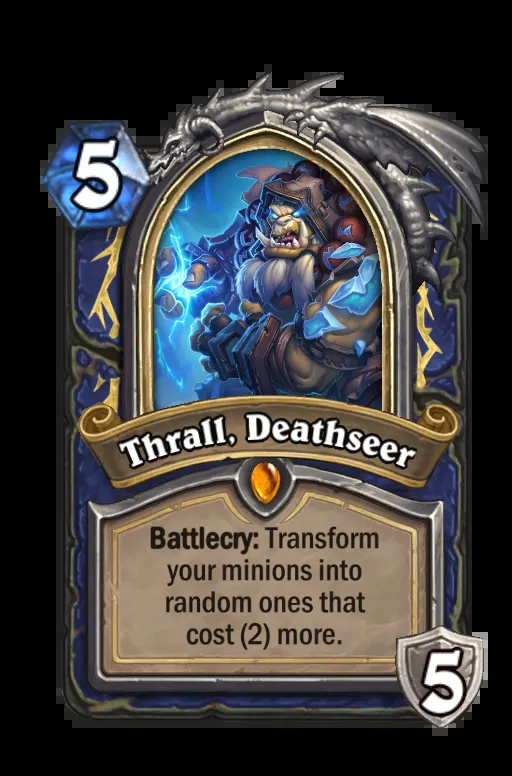 5
Thrall, Deathseer
Battlecry: Transform
your minions into
random ones that
cost (2) more.
5